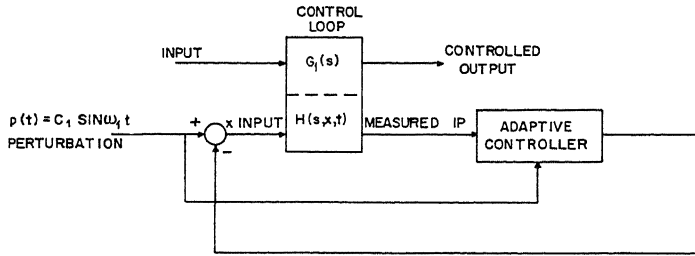 CONTROL
LOOP
INPUT
G₁(s)
CONTROLLED
OUTPUT
p(t) = C₁ SINω₁ t
PERTURBATION
+
-
x INPUT
H(s,x,t)
MEASURED IP
ADAPTIVE
CONTROLLER